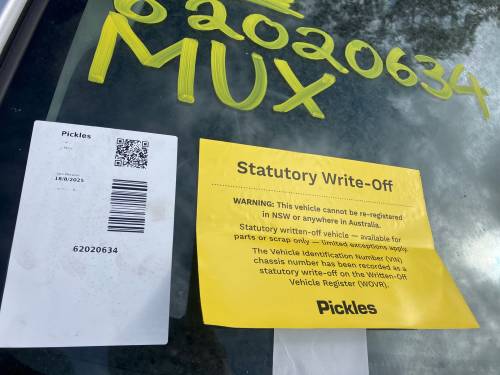 62020634
MUX
Pickles
18/8/2025
62020634
Statutory Write-Off
WARNING: This vehicle cannot be re-registered
in NSW or anywhere in Australia.
Statutory written-off vehicle — available for
parts or scrap only — limited exceptions apply.
The Vehicle Identification Number (VIN)
chassis number has been recorded as a
statutory write-off on the Written-Off
Vehicle Register (WOVR).
Pickles